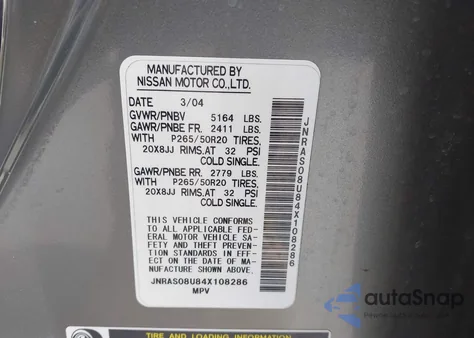 MANUFACTURED BY
NISSAN MOTOR CO.,LTD.
DATE 3/04
GVWR/PNBV 5164 LBS.
GAWR/PNBE FR. 2411 LBS.
WITH P265/50R20 TIRES,
20X8JJ RIMS,AT 32 PSI
COLD SINGLE.
GAWR/PNBE RR. 2779 LBS.
WITH P265/50R20 TIRES,
20X8JJ RIMS,AT 32 PSI
COLD SINGLE.
THIS VEHICLE CONFORMS
TO ALL APPLICABLE FED-
ERAL MOTOR VEHICLE SA-
FETY AND THEFT PREVEN-
TION STANDARDS IN EFF-
ECT ON THE DATE OF MA-
NUFACTURE SHOWN ABOVE.
JNRAS08U84X108286
MPV
JNRAS08U84X108286
autoSnap
TIRE AND LOADING INFORMATION